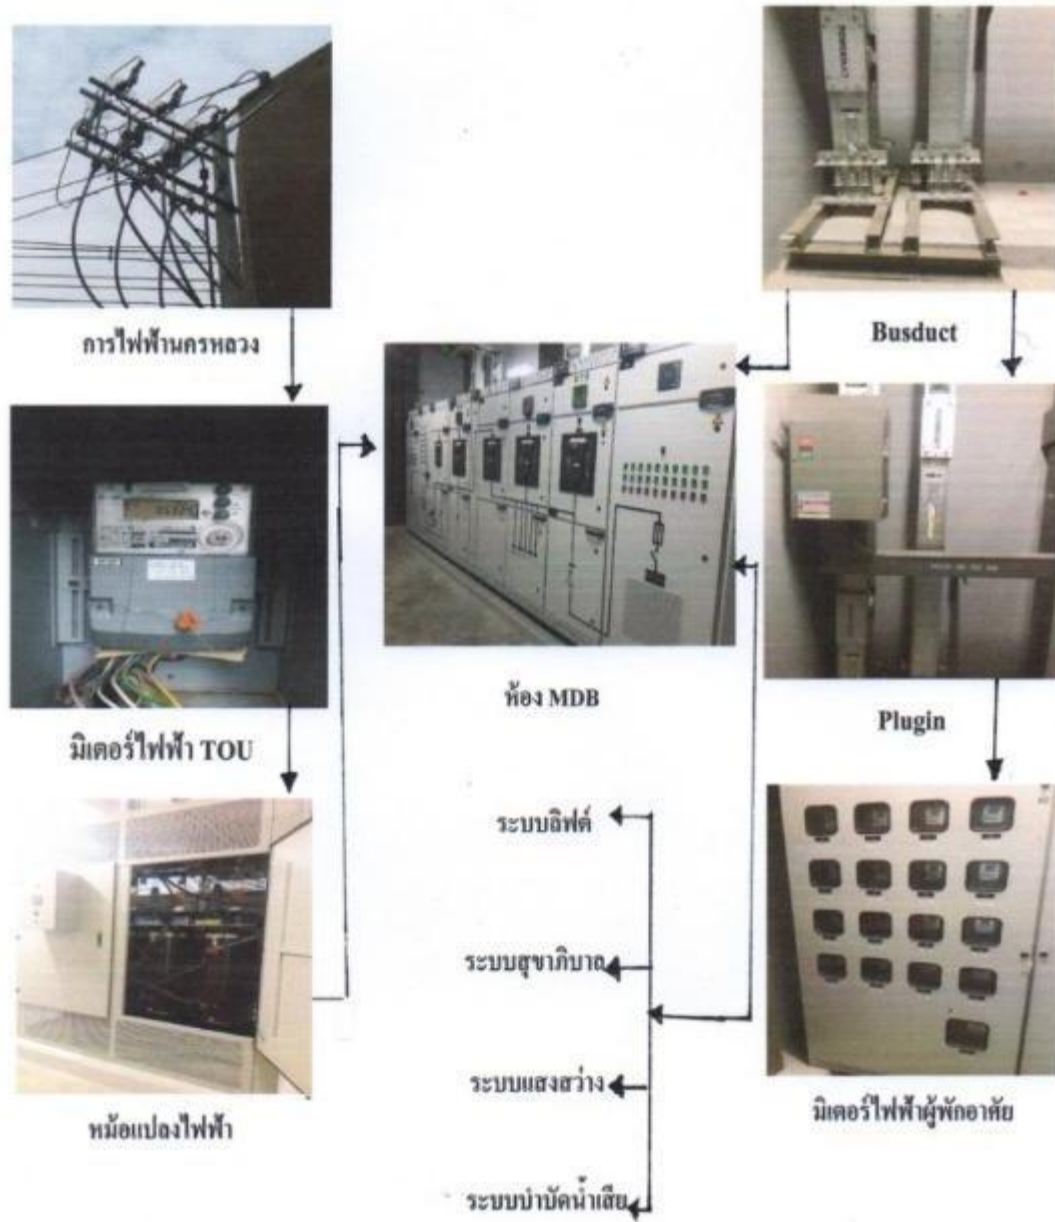 การไฟฟ้านครหลวง
มิเตอร์ไฟฟ้า TOU
หม้อแปลงไฟฟ้า
ห้อง MDB
ระบบลิฟต์
ระบบสุขาภิบาล
ระบบแสงสว่าง
ระบบบำบัดน้ำเสีย
Busduct
Plugin
มิเตอร์ไฟฟ้าผู้พักอาศัย